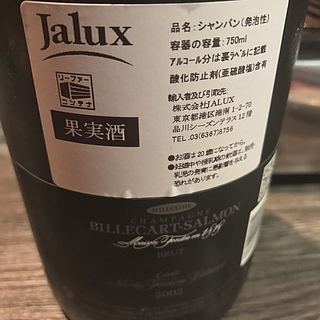 Jalux
リーファー
コンテナ
果実酒
品名:シャンパン(発泡性)
容器の容量:750ml
アルコール分は裏ラベルに記載
酸化防止剤(亜硫酸塩)含有
輸入者及び引取先:
株式会社JALUX
東京都港区港南1-2-70
品川シーズンテラス12階
TEL.03(6367)8756
●お酒は20歳になってから。
●妊娠中や授乳期の飲酒は、胎児・
乳児の発育に悪影響を与える
恐れがあります。
MILLESIME
CHAMPAGNE
BILLECART-SALMON
Maison Fondée en 1818
BRUT
Cuvée
2002